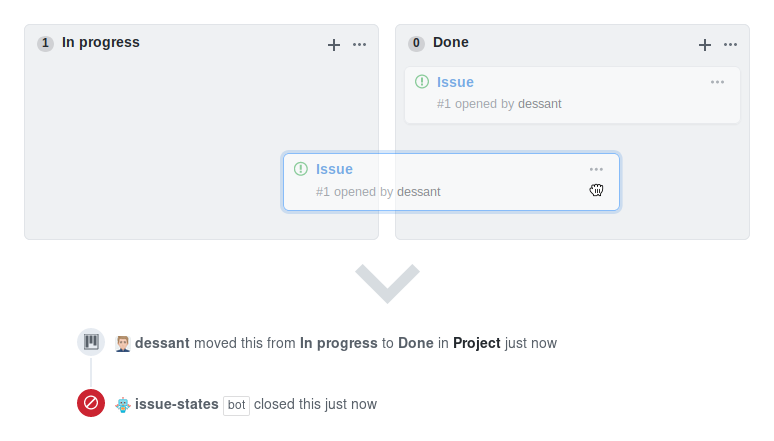 1 In progress
0 Done
Issue
#1 opened by dessant
Issue
#1 opened by dessant
dessant moved this from In progress to Done in Project just now
issue-states bot closed this just now